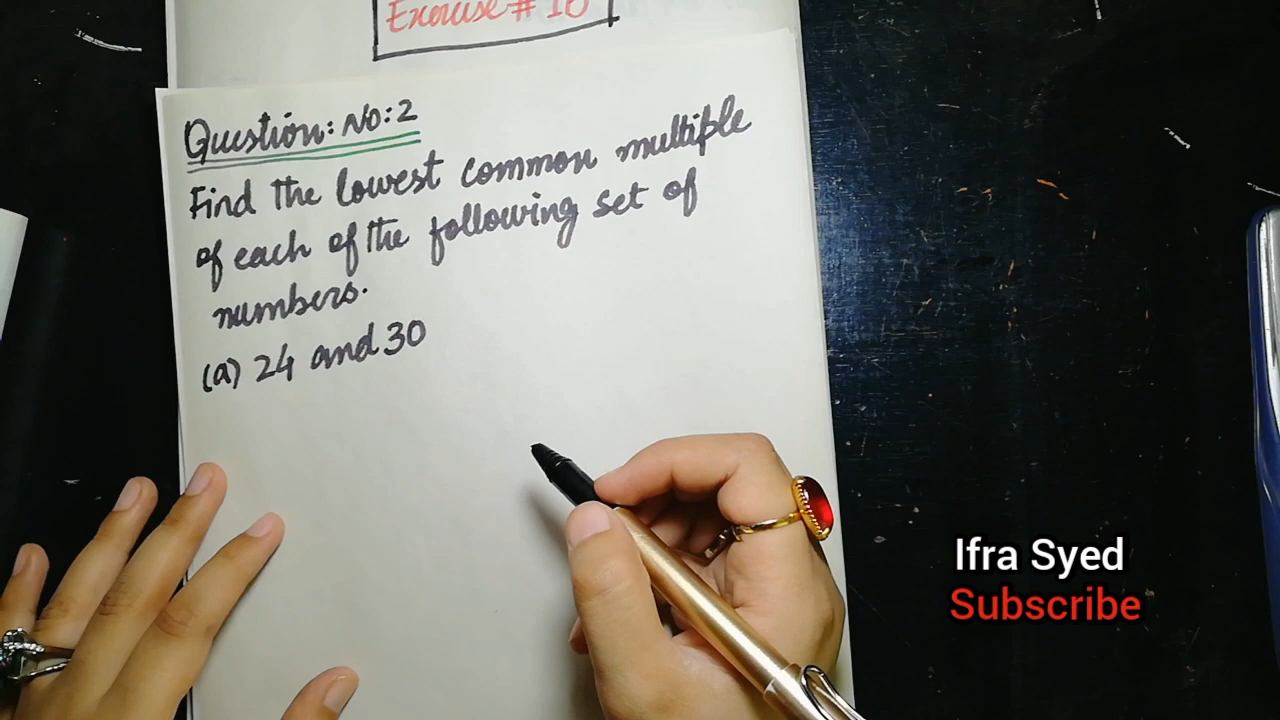 Exercise # 1B
Question: No: 2
Find the lowest common multiple
of each of the following set of
numbers.
(a) 24 and 30
Ifra Syed
Subscribe